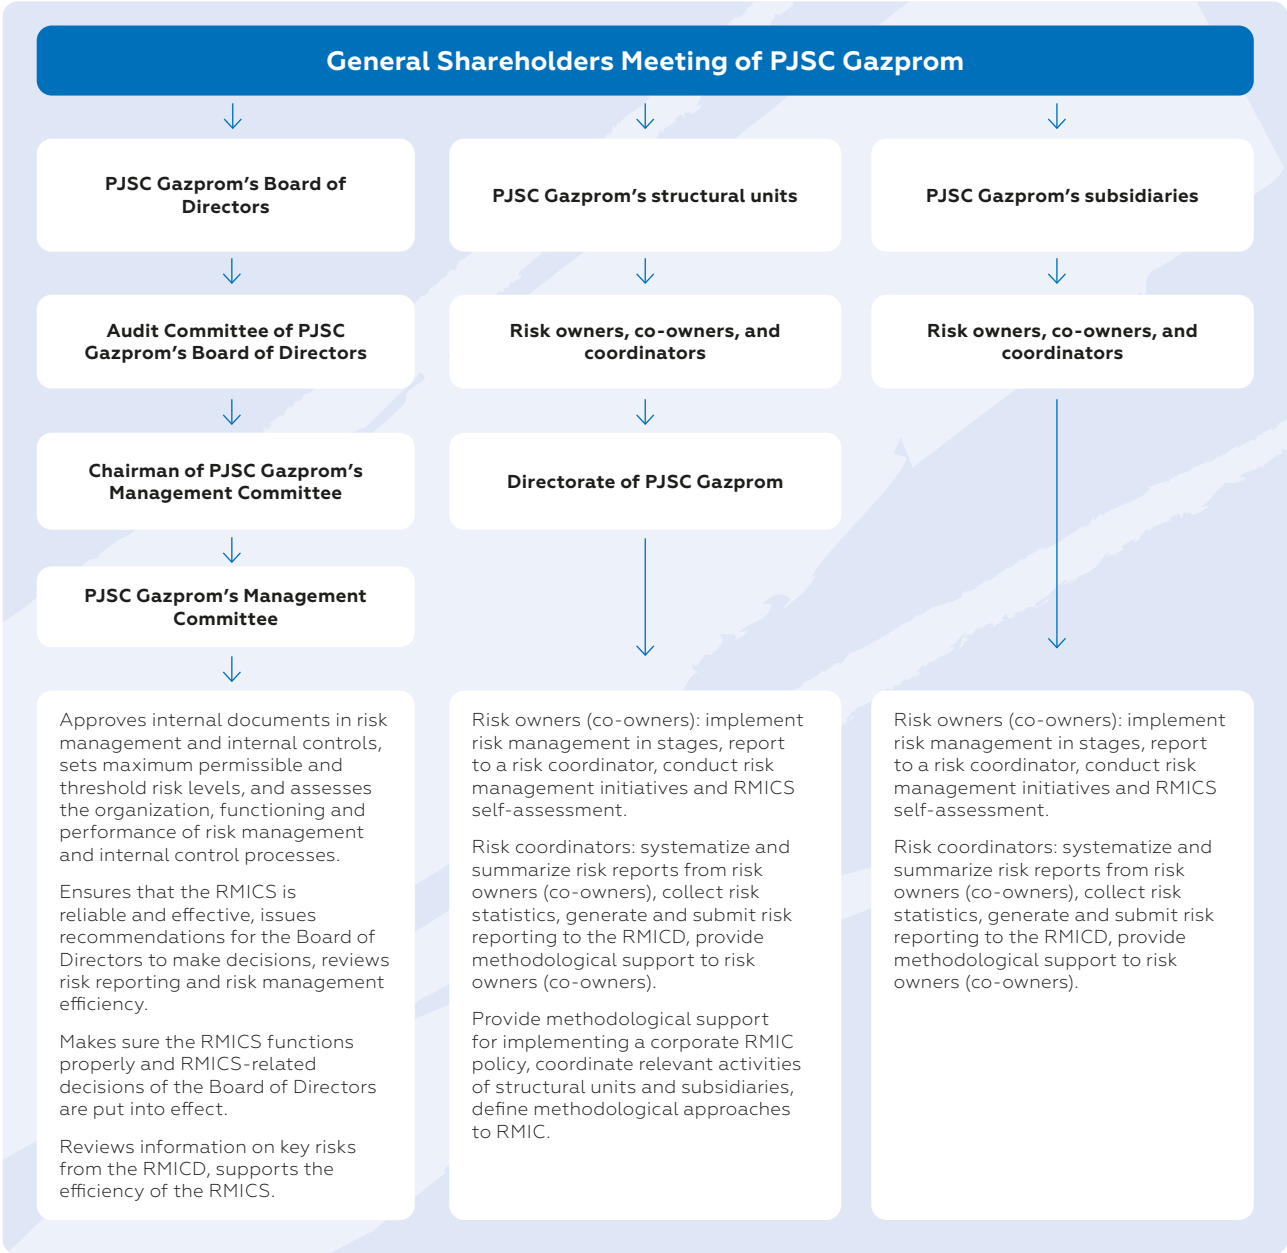 General Shareholders Meeting of PJSC Gazprom
PJSC Gazprom’s Board of
Directors
Audit Committee of PJSC
Gazprom’s Board of Directors
Chairman of PJSC Gazprom’s
Management Committee
PJSC Gazprom’s Management
Committee
Approves internal documents in risk
management and internal controls,
sets maximum permissible and
threshold risk levels, and assesses
the organization, functioning and
performance of risk management
and internal control processes.
Ensures that the RMICS is
reliable and effective, issues
recommendations for the Board of
Directors to make decisions, reviews
risk reporting and risk management
efficiency.
Makes sure the RMICS functions
properly and RMICS-related
decisions of the Board of Directors
are put into effect.
Reviews information on key risks
from the RMICD, supports the
efficiency of the RMICS.
PJSC Gazprom’s structural units
Risk owners, co-owners, and
coordinators
Directorate of PJSC Gazprom
Risk owners (co-owners): implement
risk management in stages, report
to a risk coordinator, conduct risk
management initiatives and RMICS
self-assessment.
Risk coordinators: systematize and
summarize risk reports from risk
owners (co-owners), collect risk
statistics, generate and submit risk
reporting to the RMICD, provide
methodological support to risk
owners (co-owners).
Provide methodological support
for implementing a corporate RMIC
policy, coordinate relevant activities
of structural units and subsidiaries,
define methodological approaches
to RMIC.
PJSC Gazprom’s subsidiaries
Risk owners, co-owners, and
coordinators
Risk owners (co-owners): implement
risk management in stages, report
to a risk coordinator, conduct risk
management initiatives and RMICS
self-assessment.
Risk coordinators: systematize and
summarize risk reports from risk
owners (co-owners), collect risk
statistics, generate and submit risk
reporting to the RMICD, provide
methodological support to risk
owners (co-owners).